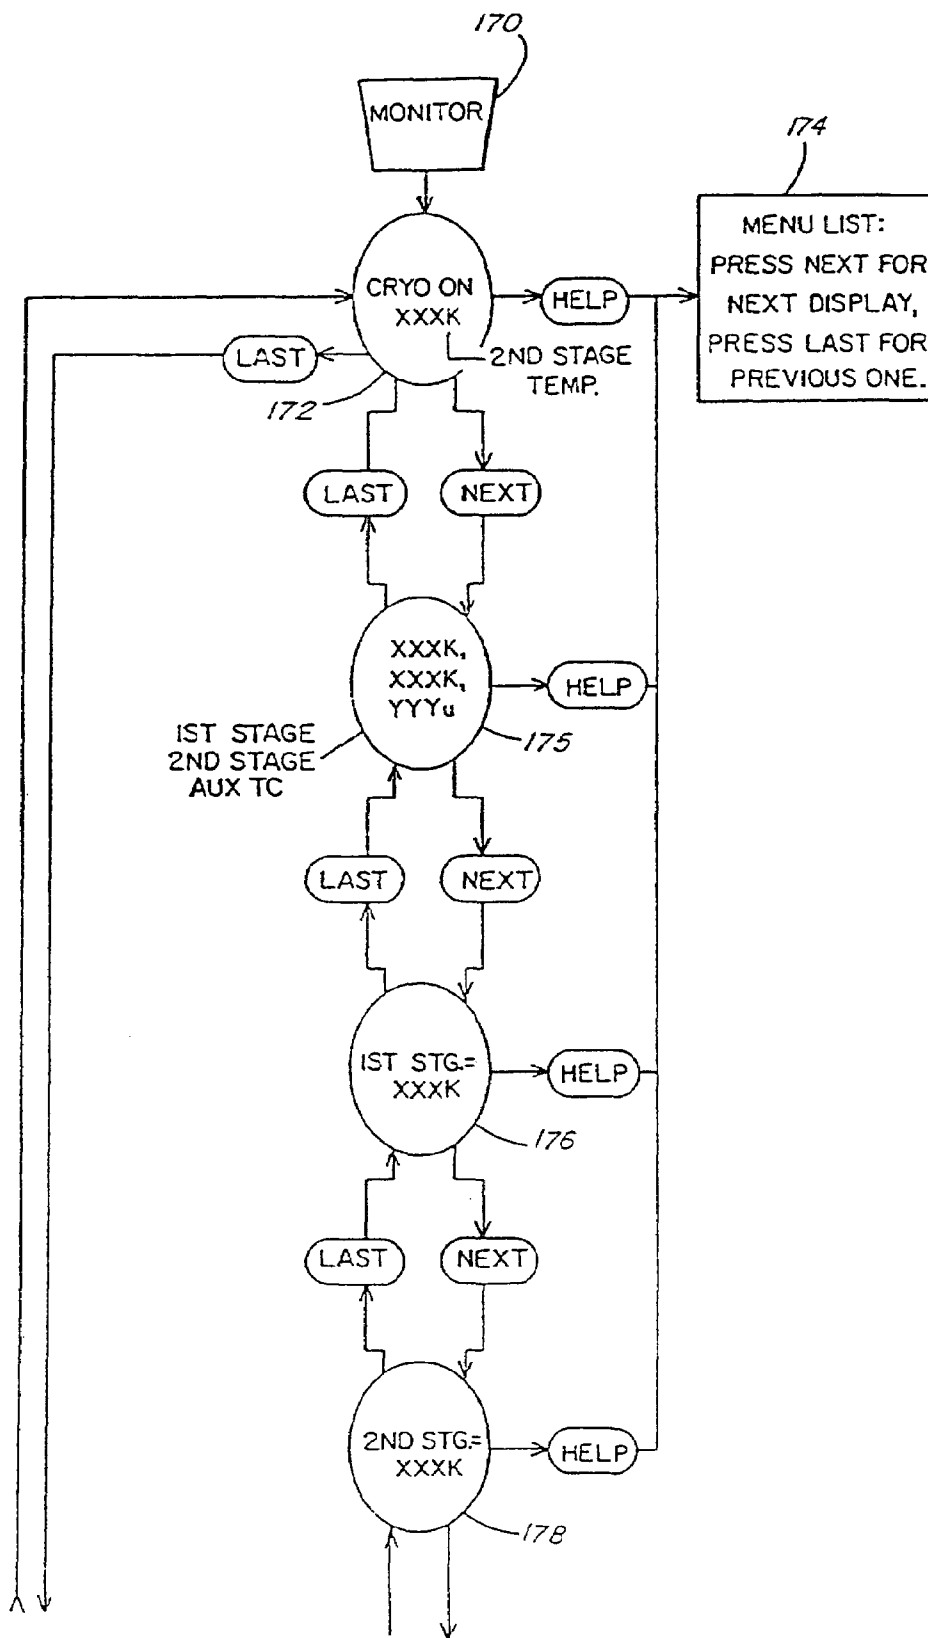 170
MONITOR
174
MENU LIST:
PRESS NEXT FOR
NEXT DISPLAY,
PRESS LAST FOR
PREVIOUS ONE.
CRYO ON
XXXK
HELP
LAST
2ND STAGE
TEMP.
172
LAST
NEXT
XXXK,
XXXK,
YYYu
HELP
1ST STAGE
2ND STAGE
AUX TC
175
LAST
NEXT
1ST STG.=
XXXK
HELP
176
LAST
NEXT
2ND STG.=
XXXK
HELP
178